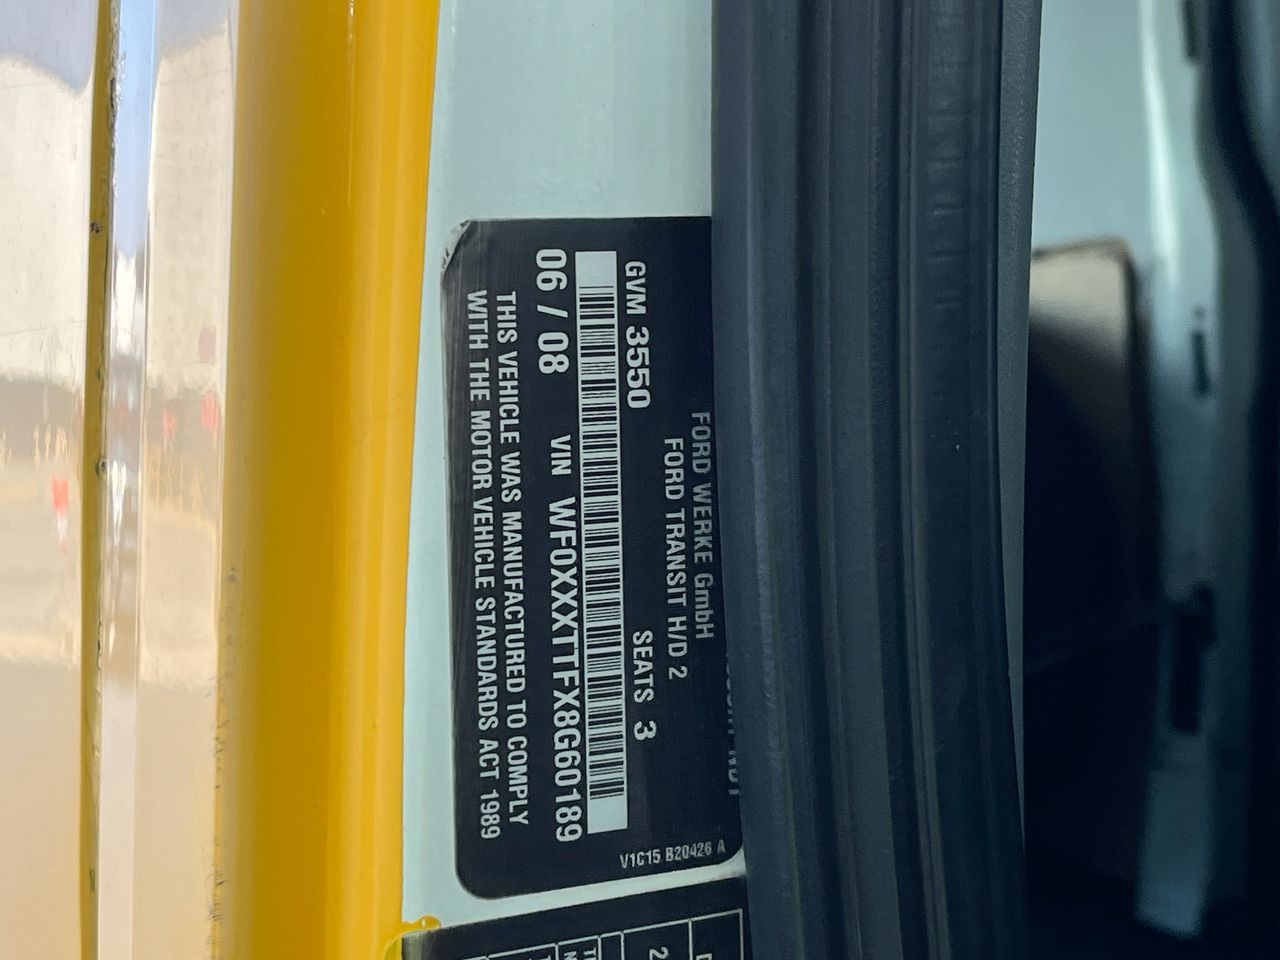 FORD WERKE GmbH
FORD TRANSIT H/D 2
GVM 3550 SEATS 3
06 / 08 VIN WF0XXXTTFX8G60189
THIS VEHICLE WAS MANUFACTURED TO COMPLY
WITH THE MOTOR VEHICLE STANDARDS ACT 1989
V1C15 B20426 A